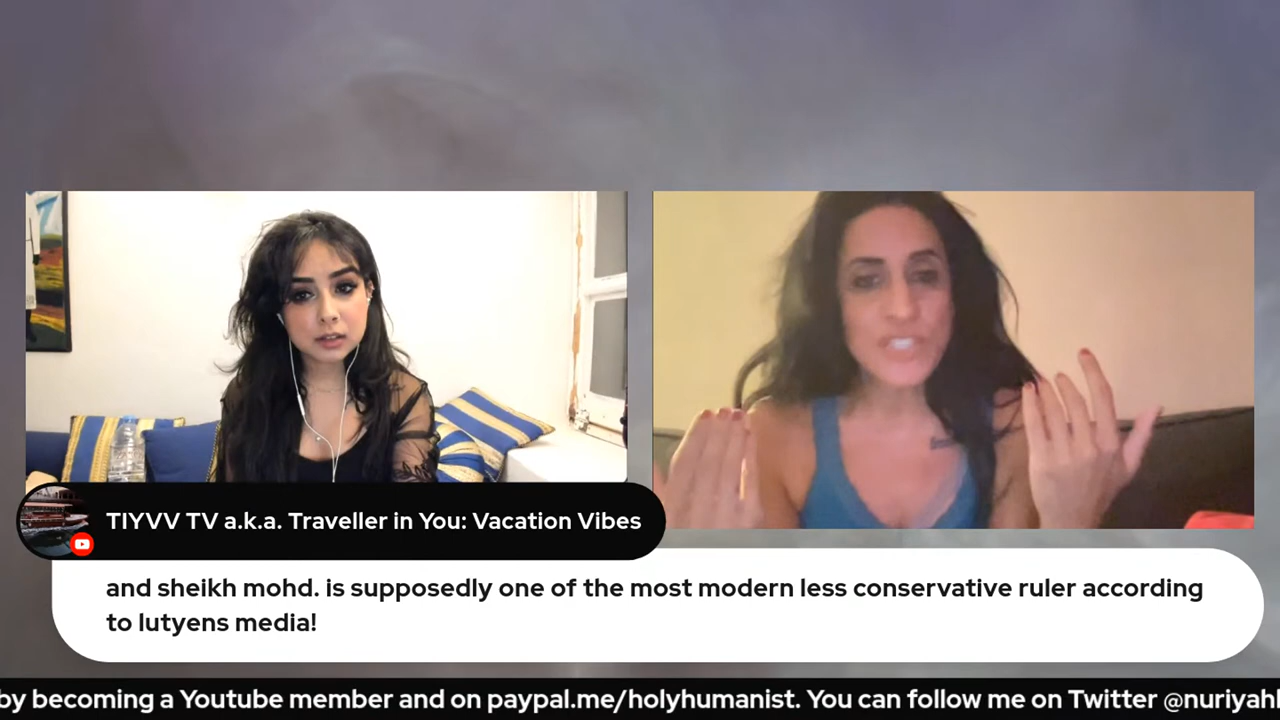 TIYVV TV a.k.a. Traveller in You: Vacation Vibes
and sheikh mohd. is supposedly one of the most modern less conservative ruler according
to lutyens media!
by becoming a Youtube member and on paypal.me/holyhumanist. You can follow me on Twitter @nuriyah